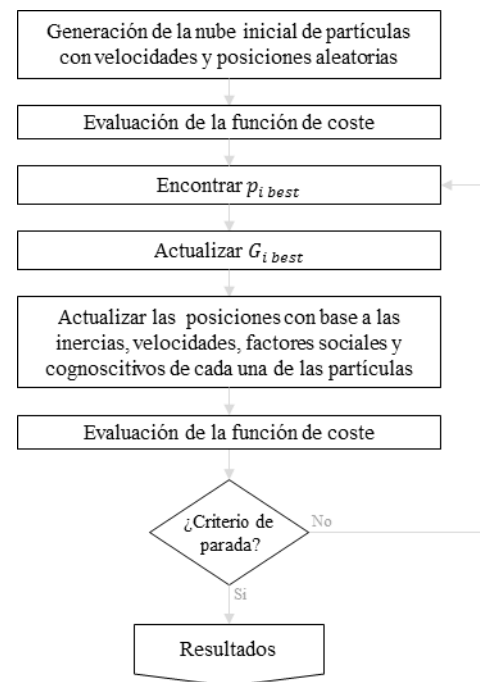 Generación de la nube inicial de partículas
con velocidades y posiciones aleatorias
Evaluación de la función de coste
Encontrar p_{i best}
Actualizar G_{i best}
Actualizar las posiciones con base a las
inercias, velocidades, factores sociales y
cognoscitivos de cada una de las partículas
Evaluación de la función de coste
¿Criterio de
parada?
No
Si
Resultados